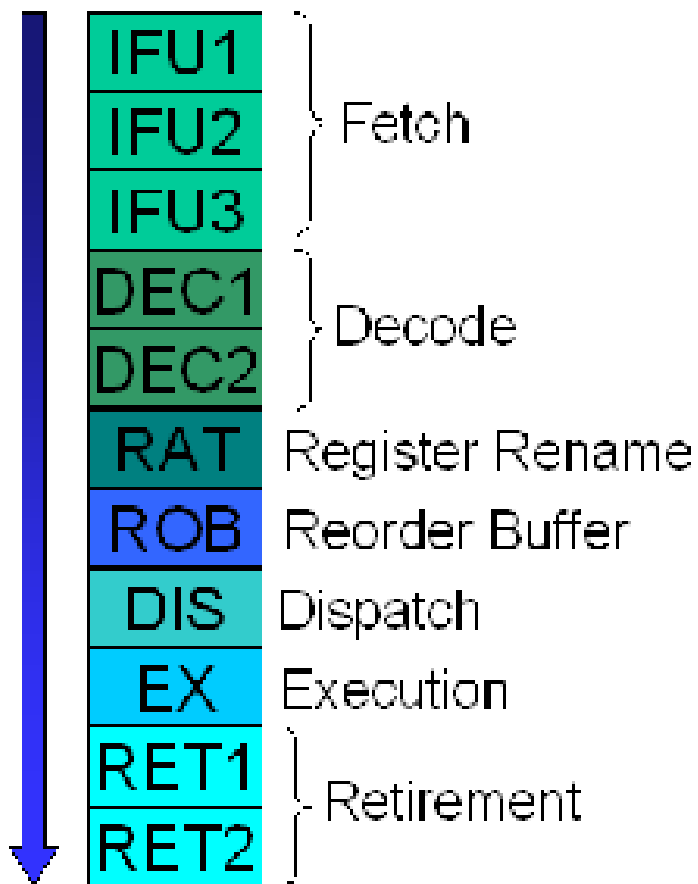 IFU1
IFU2
Fetch
IFU3
DEC1
Decode
DEC2
RAT Register Rename
ROB Reorder Buffer
DIS Dispatch
EX Execution
RET1
Retirement
RET2